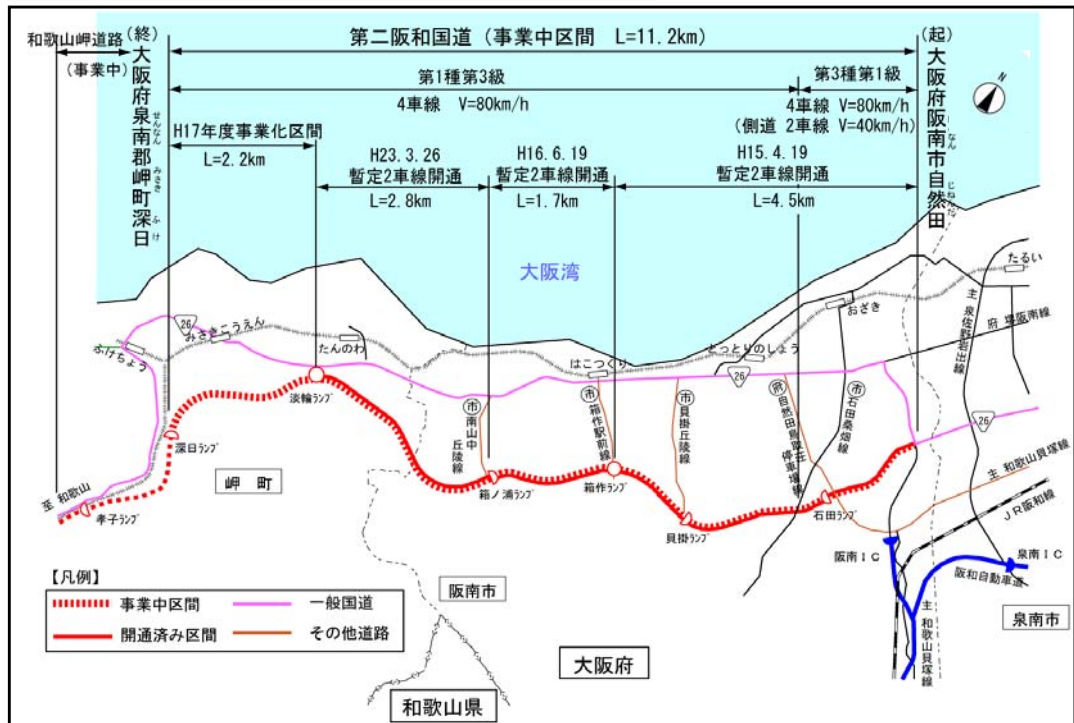 和歌山岬道路
(事業中)
(終)
大阪府泉南郡岬町深日
せんなん
みさき
ふけ
第二阪和国道(事業中区間 L=11.2km)
(起)
大阪府阪南市自然田
第1種第3級
4車線 V=80km/h
第3種第1級
4車線 V=80km/h
(側道 2車線 V=40km/h)
N
H17年度事業化区間
L=2.2km
H23.3.26
暫定2車線開通
L=2.8km
H16.6.19
暫定2車線開通
L=1.7km
H15.4.19
暫定2車線開通
L=4.5km
大阪湾
たるい
おざき
主 泉佐野岩出線
府 堺阪南線
26
みさきこうえん
ふけちょう
たんのわ
はこつくり
とっとりのしょう
26
26
淡輪ランプ
深日ランプ
孝子ランプ
至 和歌山
岬町
市 南山中丘陵線
市 箱作駅前線
市 貝掛丘陵線
府 自然田鳥取荘停車場線
市 石田桑畑線
箱ノ浦ランプ
箱作ランプ
貝掛ランプ
石田ランプ
主 和歌山貝塚線
JR阪和線
阪南IC
泉南IC
阪和自動車道
主 和歌山貝塚線
泉南市
阪南市
大阪府
和歌山県
【凡例】
事業中区間
一般国道
開通済み区間
その他道路